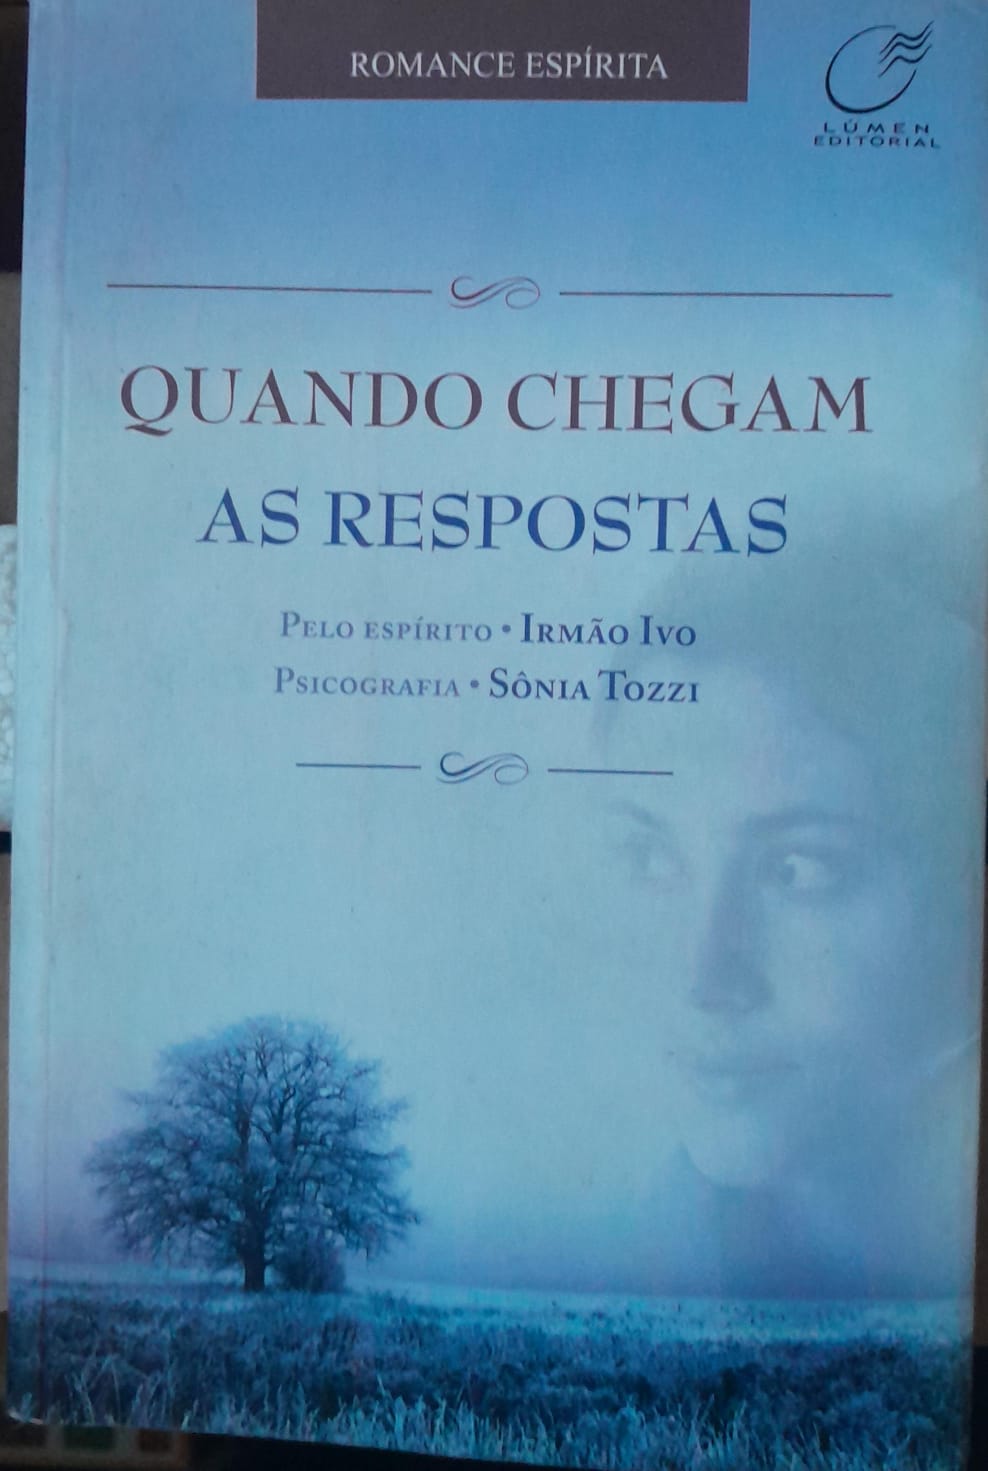 ROMANCE ESPÍRITA
LÚMEN
EDITORIAL
QUANDO CHEGAM
AS RESPOSTAS
PELO ESPÍRITO • IRMÃO IVO
PSICOGRAFIA • SÔNIA TOZZI